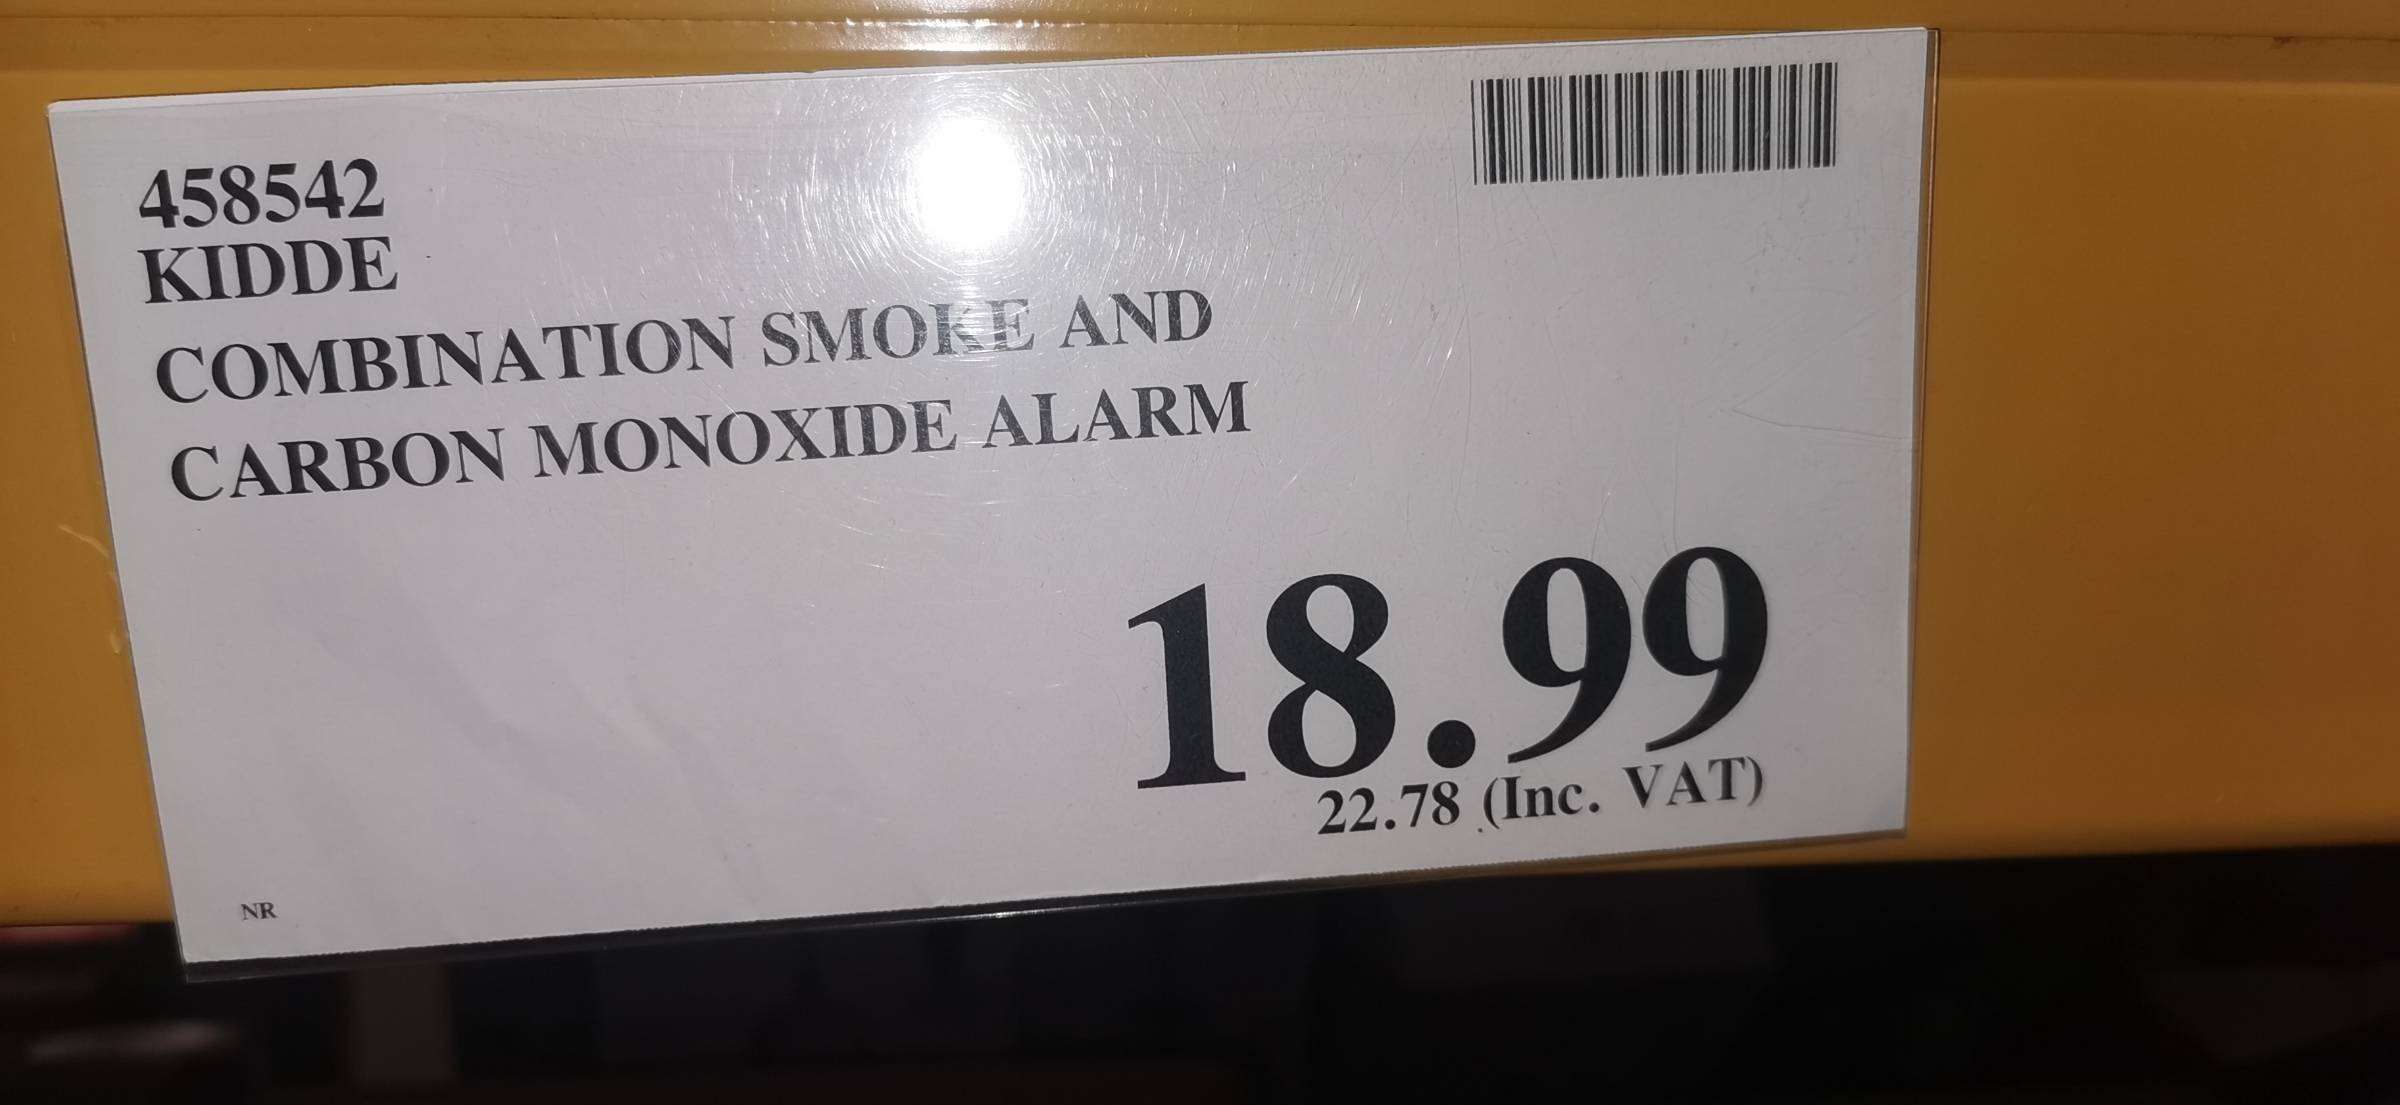 458542
KIDDE
COMBINATION SMOKE AND
CARBON MONOXIDE ALARM
18.99
22.78 (Inc. VAT)
NR